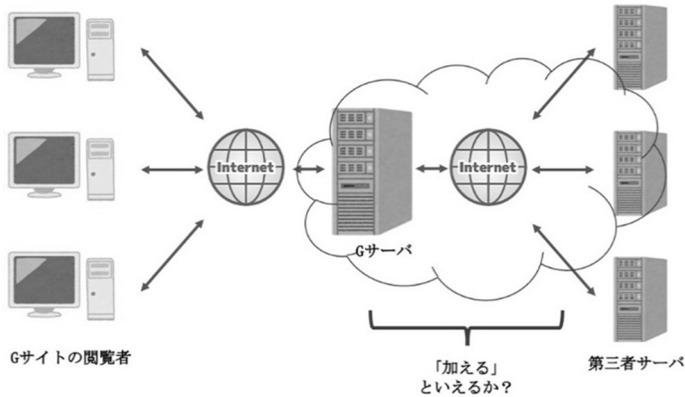 Internet
Internet
Gサーバ
Gサイトの閲覧者
第三者サーバ
「加える」
といえるか？